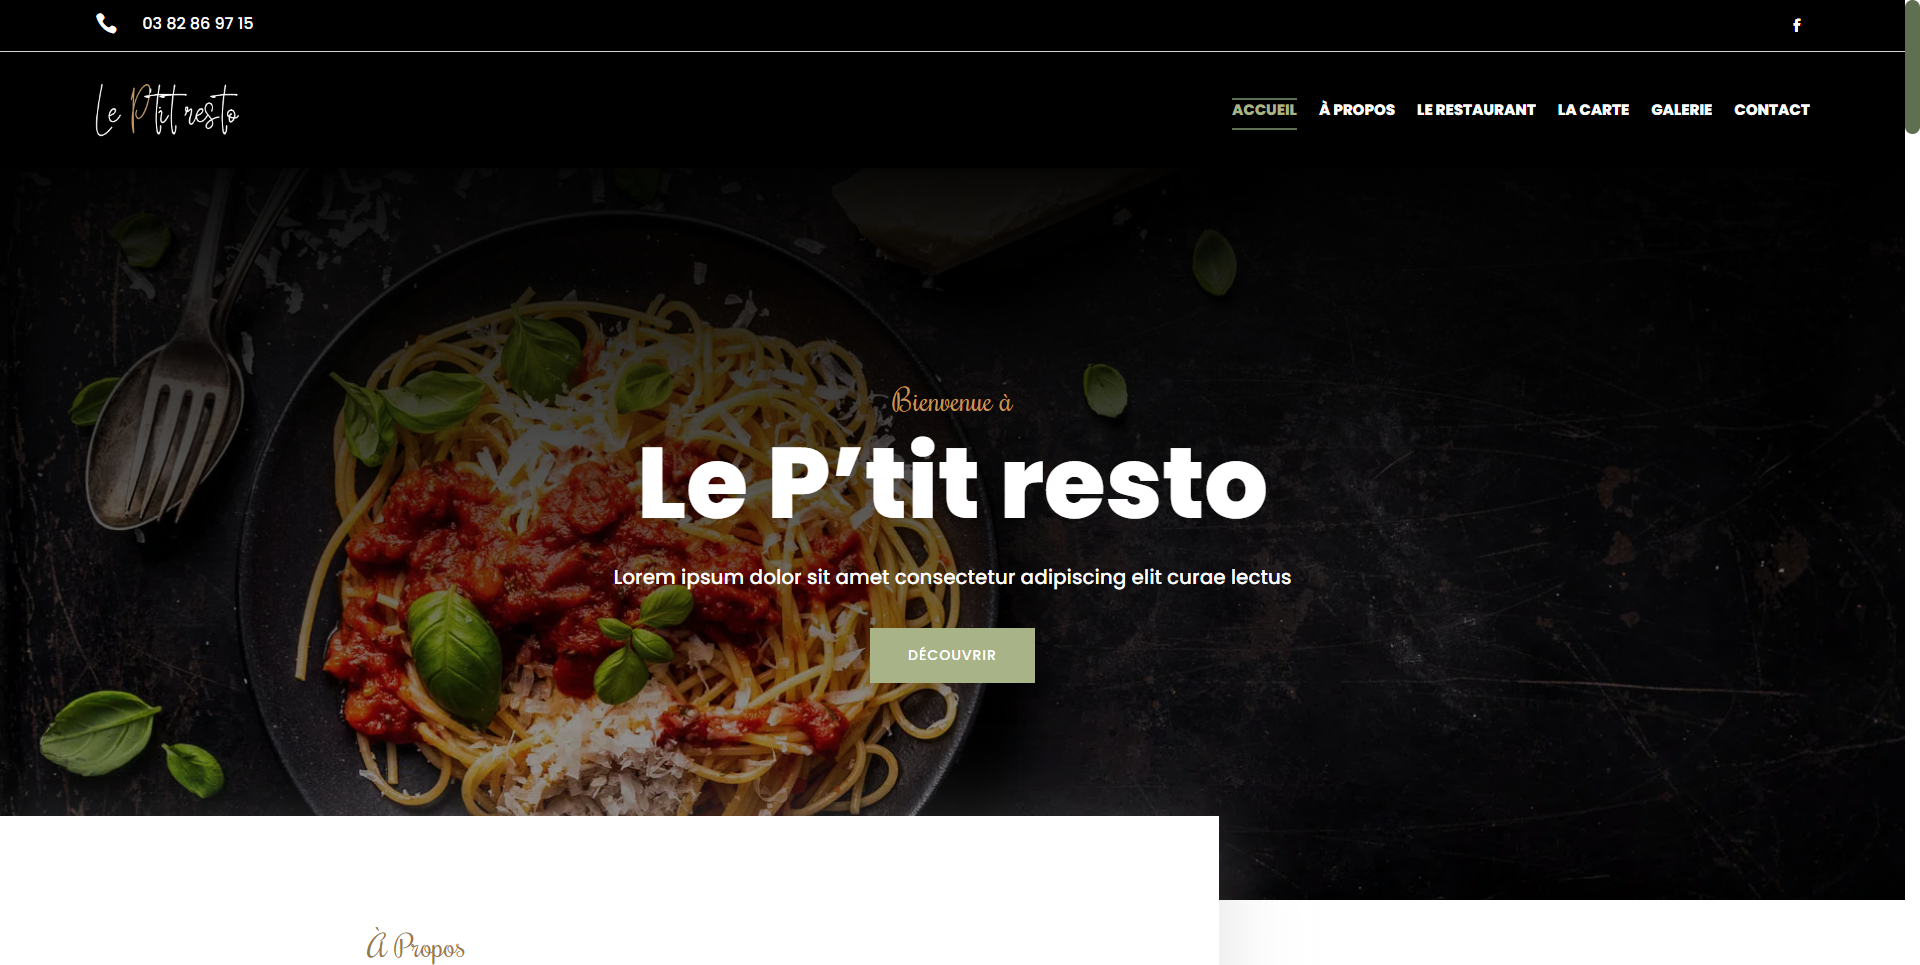 03 82 86 97 15
Le P'tit resto
ACCUEIL À PROPOS LE RESTAURANT LA CARTE GALERIE CONTACT
Bienvenue à
Le P’tit resto
Lorem ipsum dolor sit amet consectetur adipiscing elit curae lectus
DÉCOUVRIR
À Propos